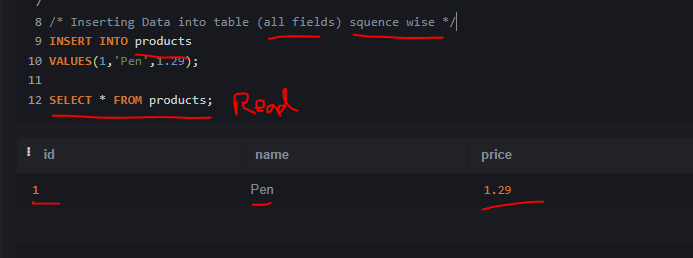 8 /* Inserting Data into table (all fields) squence wise */
9 INSERT INTO products
10 VALUES(1,'Pen',1.29);
11
12 SELECT * FROM products; Read
id name price
1 Pen 1.29